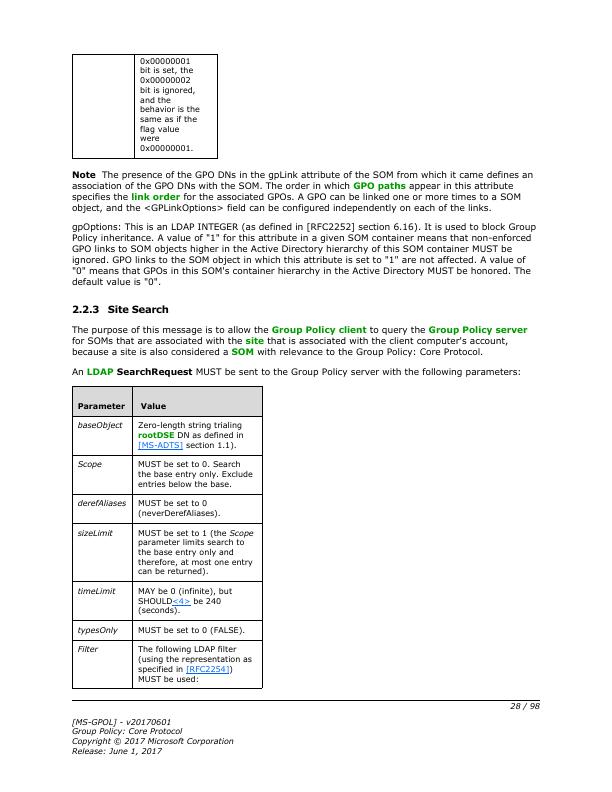 0x00000001
bit is set, the
0x00000002
bit is ignored,
and the
behavior is the
same as if the
flag value
were
0x00000001.
Note The presence of the GPO DNs in the gpLink attribute of the SOM from which it came defines an
association of the GPO DNs with the SOM. The order in which GPO paths appear in this attribute
specifies the link order for the associated GPOs. A GPO can be linked one or more times to a SOM
object, and the <GPLinkOptions> field can be configured independently on each of the links.
gpOptions: This is an LDAP INTEGER (as defined in [RFC2252] section 6.16). It is used to block Group
Policy inheritance. A value of "1" for this attribute in a given SOM container means that non-enforced
GPO links to SOM objects higher in the Active Directory hierarchy of this SOM container MUST be
ignored. GPO links to the SOM object in which this attribute is set to "1" are not affected. A value of
"0" means that GPOs in this SOM's container hierarchy in the Active Directory MUST be honored. The
default value is "0".
2.2.3 Site Search
The purpose of this message is to allow the Group Policy client to query the Group Policy server
for SOMs that are associated with the site that is associated with the client computer's account,
because a site is also considered a SOM with relevance to the Group Policy: Core Protocol.
An LDAP SearchRequest MUST be sent to the Group Policy server with the following parameters:
Parameter Value
baseObject Zero-length string trialing
rootDSE DN as defined in
[MS-ADTS] section 1.1).
Scope MUST be set to 0. Search
the base entry only. Exclude
entries below the base.
derefAliases MUST be set to 0
(neverDerefAliases).
sizeLimit MUST be set to 1 (the Scope
parameter limits search to
the base entry only and
therefore, at most one entry
can be returned).
timeLimit MAY be 0 (infinite), but
SHOULD<4> be 240
(seconds).
typesOnly MUST be set to 0 (FALSE).
Filter The following LDAP filter
(using the representation as
specified in [RFC2254])
MUST be used:
28 / 98
[MS-GPOL] - v20170601
Group Policy: Core Protocol
Copyright © 2017 Microsoft Corporation
Release: June 1, 2017